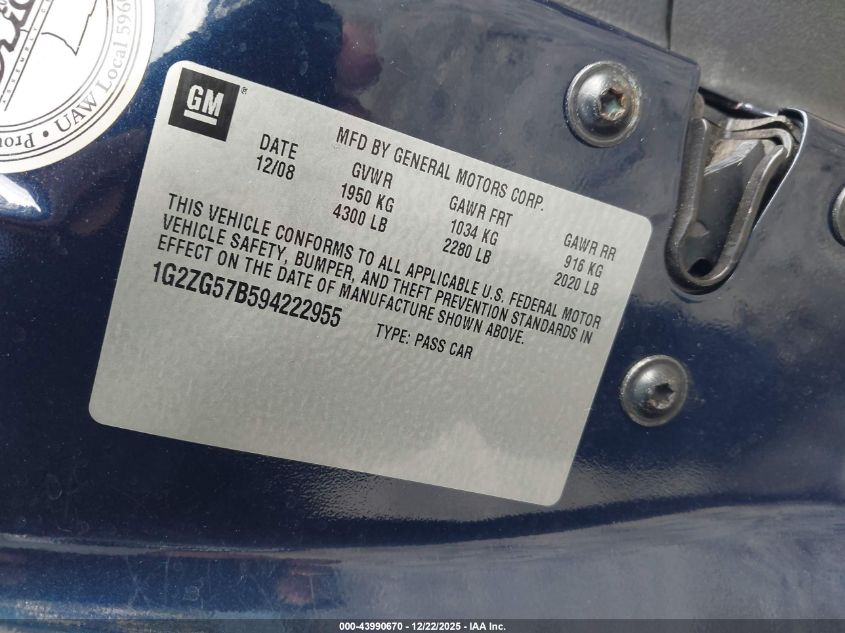 Proud
UAW Local 5960
GM
®
MFD BY GENERAL MOTORS CORP.
DATE GVWR GAWR FRT GAWR RR
12/08 1950 KG 1034 KG 916 KG
4300 LB 2280 LB 2020 LB
THIS VEHICLE CONFORMS TO ALL APPLICABLE U.S. FEDERAL MOTOR
VEHICLE SAFETY, BUMPER, AND THEFT PREVENTION STANDARDS IN
EFFECT ON THE DATE OF MANUFACTURE SHOWN ABOVE.
1G2ZG57B594222955 TYPE: PASS CAR
000-43990670 - 12/22/2025 - IAA Inc.